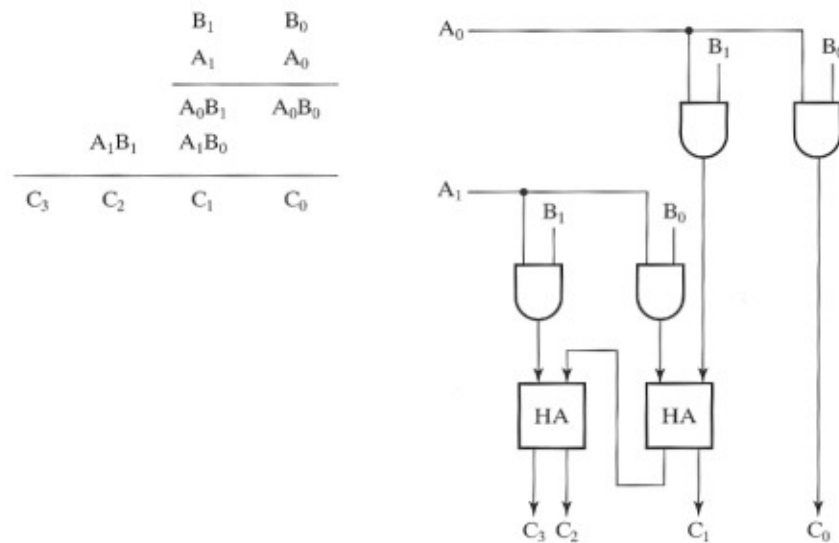 B₁ B₀
A₁ A₀
A₀B₁ A₀B₀
A₁B₁ A₁B₀
C₃ C₂ C₁ C₀
A₀
B₁ B₀
A₁
B₁ B₀
HA HA
C₃ C₂ C₁ C₀